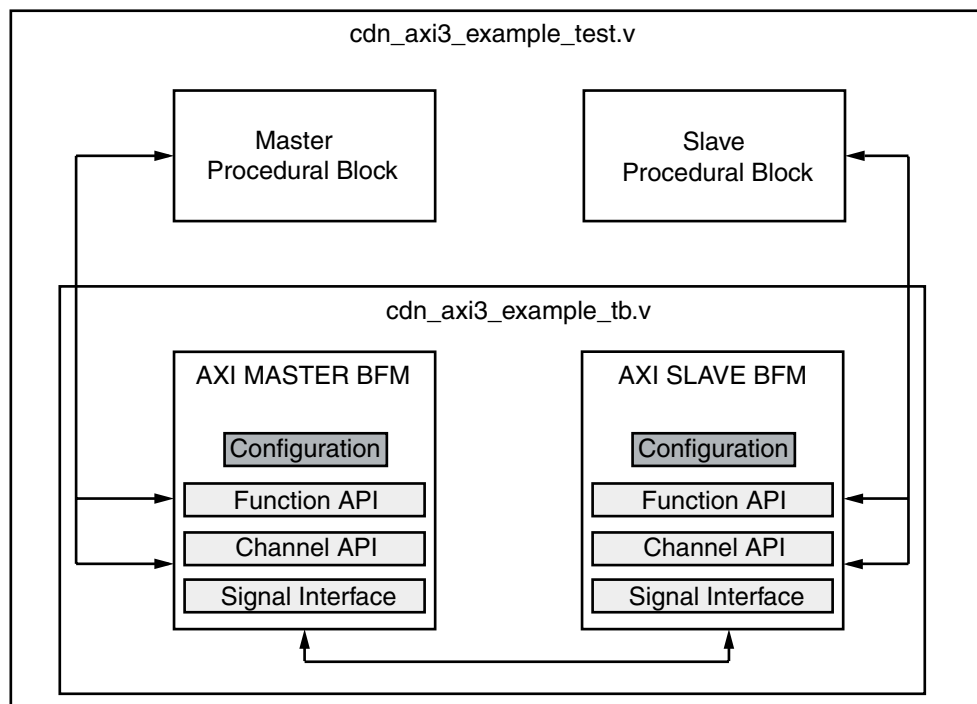 cdn_axi3_example_test.v
Master
Procedural Block
Slave
Procedural Block
cdn_axi3_example_tb.v
AXI MASTER BFM
Configuration
Function API
Channel API
Signal Interface
AXI SLAVE BFM
Configuration
Function API
Channel API
Signal Interface